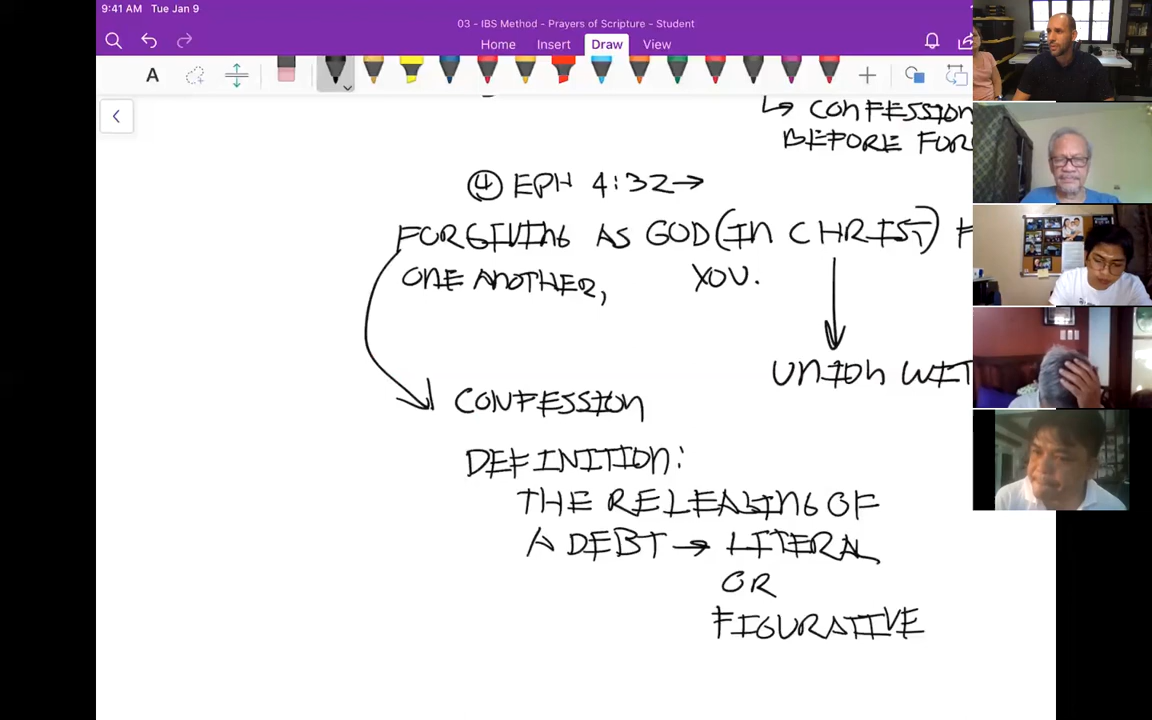 9:41 AM Tue Jan 9
03 - IBS Method - Prayers of Scripture - Student
Home Insert Draw View
A
↳ CONFESSION
BEFORE FOR
④ EPH 4:32→
FORGIVING AS GOD (IN CHRIST) F
ONE ANOTHER, YOU.
UNION WIT
CONFESSION
DEFINITION:
THE RELEASING OF
A DEBT → LITERAL
OR
FIGURATIVE